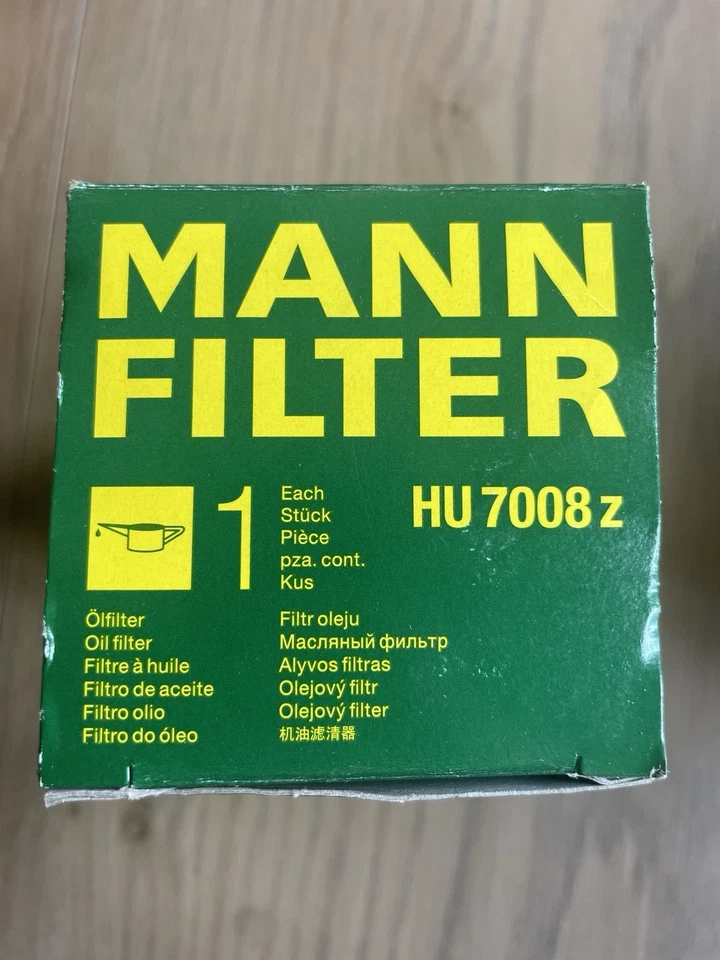 MANN
FILTER
1
Each
Stück
Pièce
pza. cont.
Kus
HU 7008 z
Ölfilter
Oil filter
Filtre à huile
Filtro de aceite
Filtro olio
Filtro do óleo
Filtr oleju
Масляный фильтр
Alyvos filtras
Olejový filtr
Olejový filter
机油滤清器